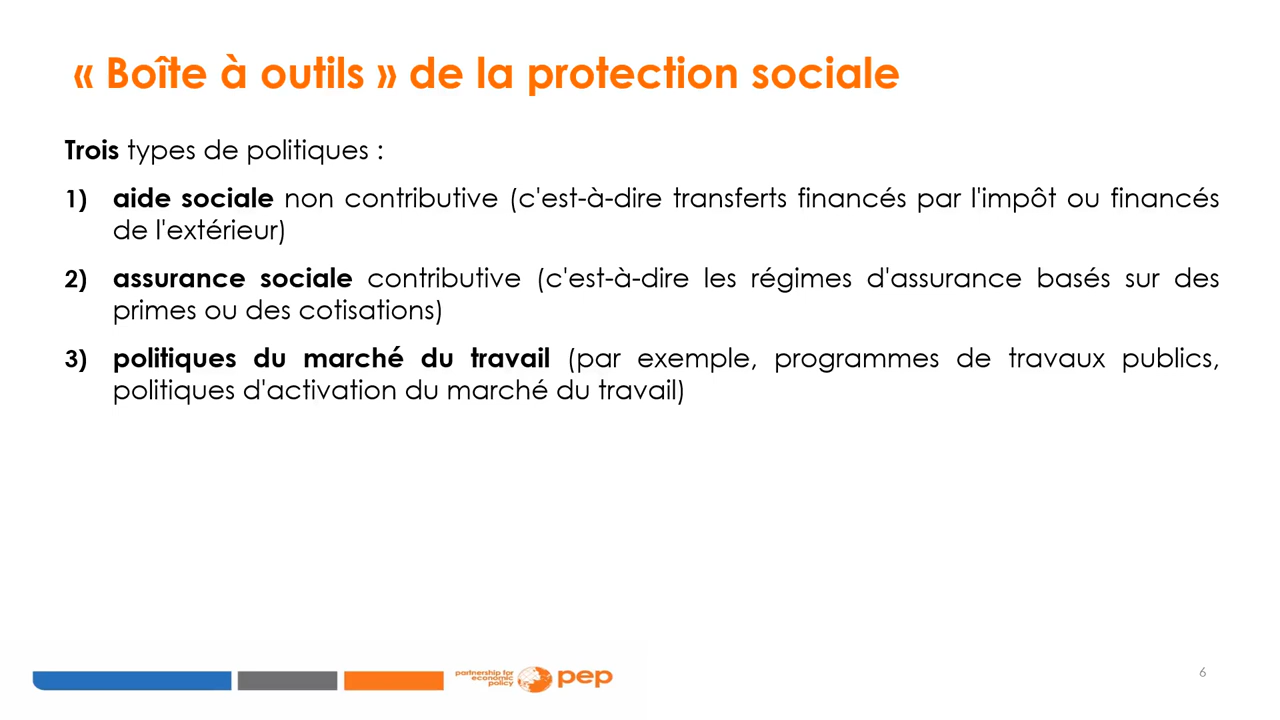 « Boîte à outils » de la protection sociale
Trois types de politiques :
1) aide sociale non contributive (c'est-à-dire transferts financés par l'impôt ou financés
de l'extérieur)
2) assurance sociale contributive (c'est-à-dire les régimes d'assurance basés sur des
primes ou des cotisations)
3) politiques du marché du travail (par exemple, programmes de travaux publics,
politiques d'activation du marché du travail)
partnership for
economic
policy
pep
6